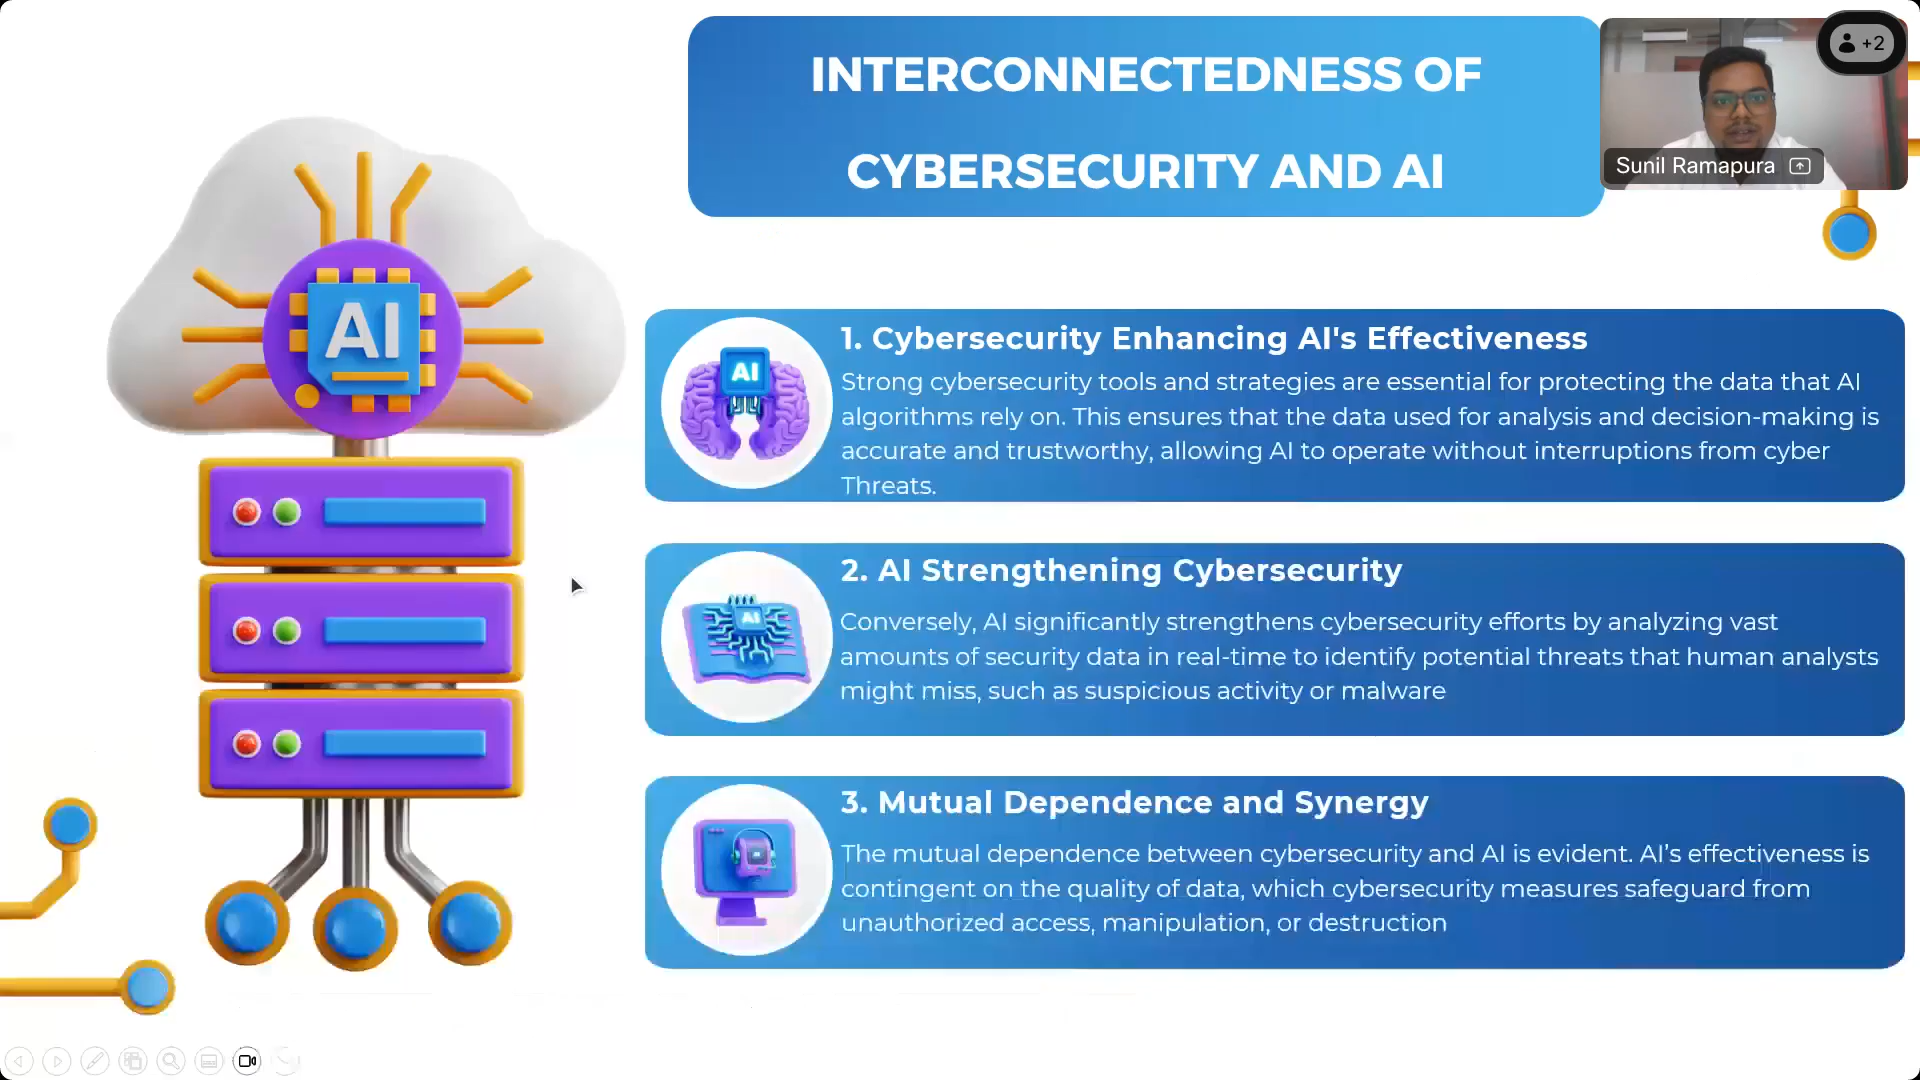 INTERCONNECTEDNESS OF
CYBERSECURITY AND AI
+2
Sunil Ramapura
AI
AI
1. Cybersecurity Enhancing AI's Effectiveness
Strong cybersecurity tools and strategies are essential for protecting the data that AI
algorithms rely on. This ensures that the data used for analysis and decision-making is
accurate and trustworthy, allowing AI to operate without interruptions from cyber
Threats.
AI
2. AI Strengthening Cybersecurity
Conversely, AI significantly strengthens cybersecurity efforts by analyzing vast
amounts of security data in real-time to identify potential threats that human analysts
might miss, such as suspicious activity or malware
3. Mutual Dependence and Synergy
The mutual dependence between cybersecurity and AI is evident. AI’s effectiveness is
contingent on the quality of data, which cybersecurity measures safeguard from
unauthorized access, manipulation, or destruction